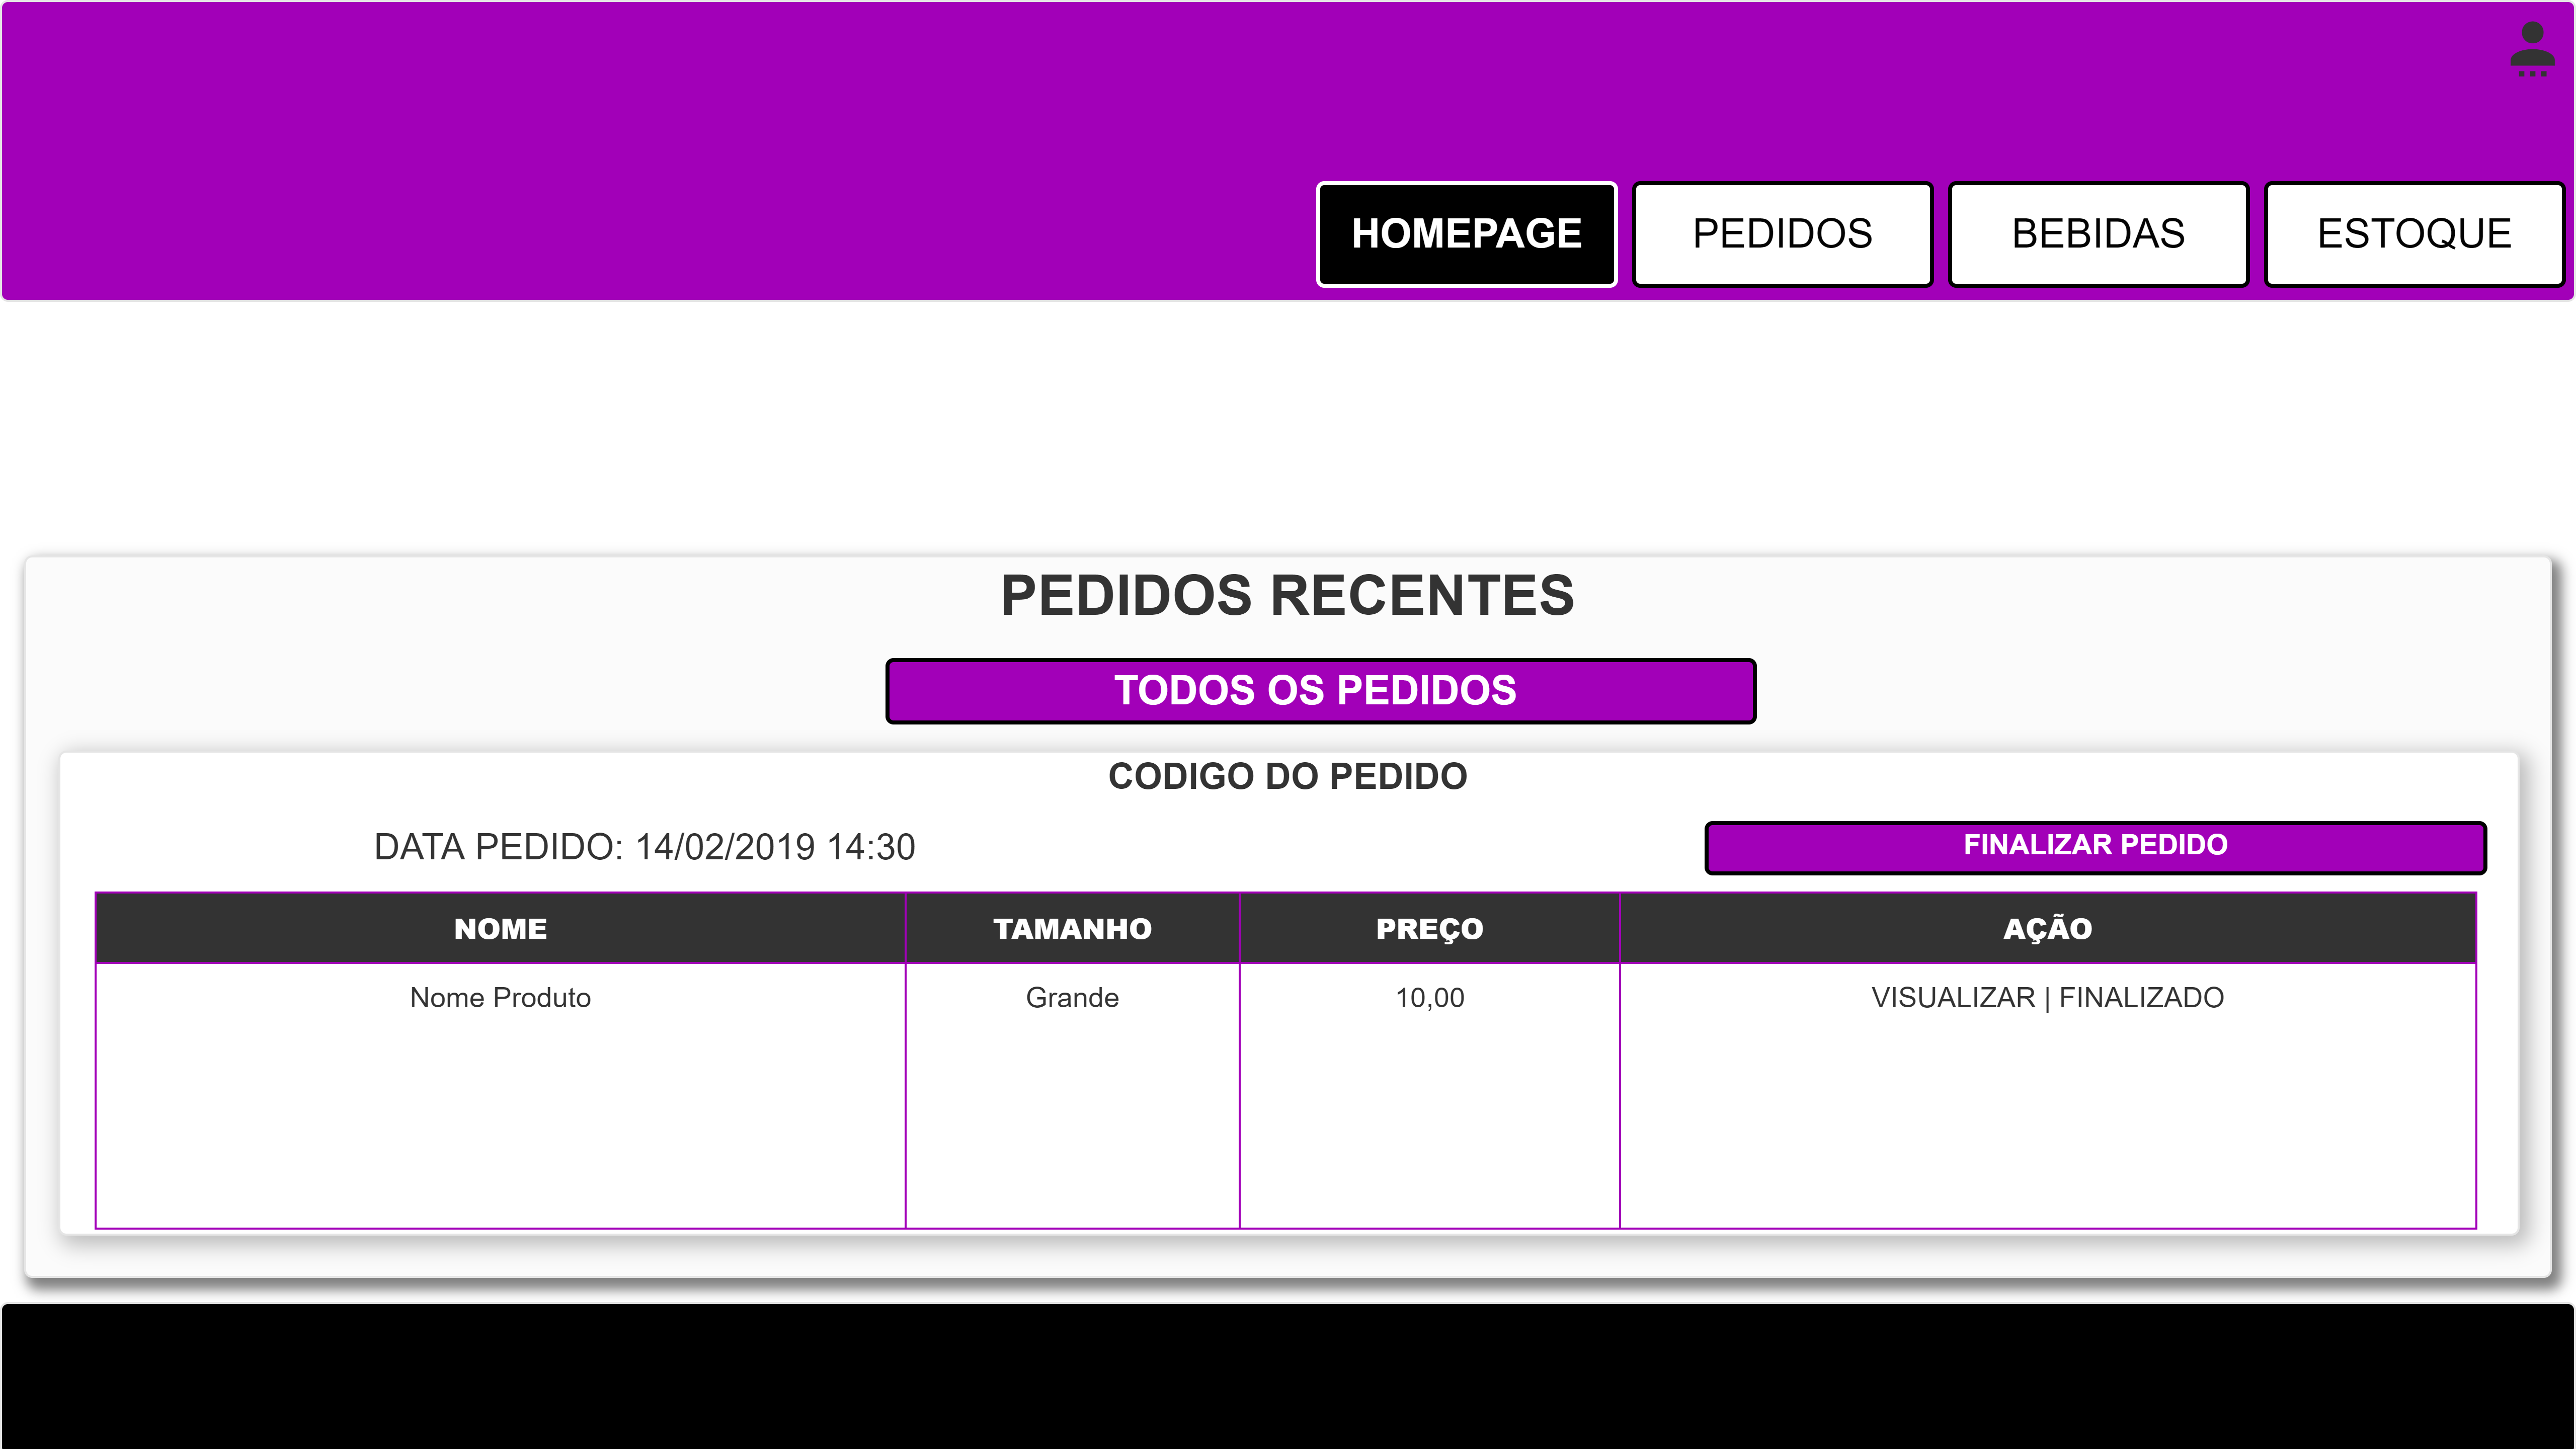 HOMEPAGE PEDIDOS BEBIDAS ESTOQUE
PEDIDOS RECENTES
TODOS OS PEDIDOS
CODIGO DO PEDIDO
DATA PEDIDO: 14/02/2019 14:30 FINALIZAR PEDIDO
NOME TAMANHO PREÇO AÇÃO
Nome Produto Grande 10,00 VISUALIZAR | FINALIZADO